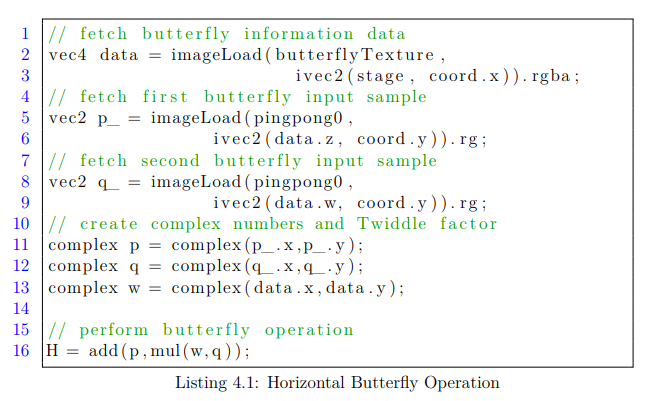 1 // fetch butterfly information data
2 vec4 data = imageLoad(butterflyTexture,
3 ivec2(stage, coord.x)).rgba;
4 // fetch first butterfly input sample
5 vec2 p_ = imageLoad(pingpong0,
6 ivec2(data.z, coord.y)).rg;
7 // fetch second butterfly input sample
8 vec2 q_ = imageLoad(pingpong0,
9 ivec2(data.w, coord.y)).rg;
10 // create complex numbers and Twiddle factor
11 complex p = complex(p_.x,p_.y);
12 complex q = complex(q_.x,q_.y);
13 complex w = complex(data.x,data.y);
14
15 // perform butterfly operation
16 H = add(p,mul(w,q));
Listing 4.1: Horizontal Butterfly Operation